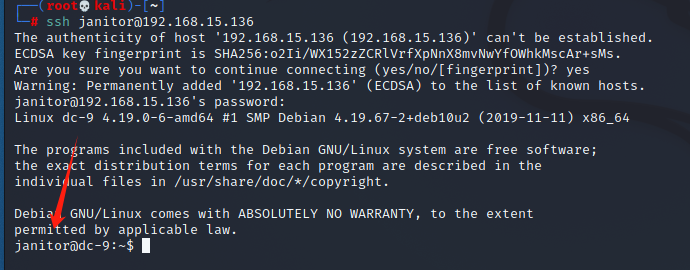 (root💀kali)-[~]
# ssh janitor@192.168.15.136
The authenticity of host '192.168.15.136 (192.168.15.136)' can't be established.
ECDSA key fingerprint is SHA256:o2Ii/WX152zZCRlVrfXpNnX8mvNwYfOWhkMscAr+sMs.
Are you sure you want to continue connecting (yes/no/[fingerprint])? yes
Warning: Permanently added '192.168.15.136' (ECDSA) to the list of known hosts.
janitor@192.168.15.136's password:
Linux dc-9 4.19.0-6-amd64 #1 SMP Debian 4.19.67-2+deb10u2 (2019-11-11) x86_64
The programs included with the Debian GNU/Linux system are free software;
the exact distribution terms for each program are described in the
individual files in /usr/share/doc/*/copyright.
Debian GNU/Linux comes with ABSOLUTELY NO WARRANTY, to the extent
permitted by applicable law.
janitor@dc-9:~$